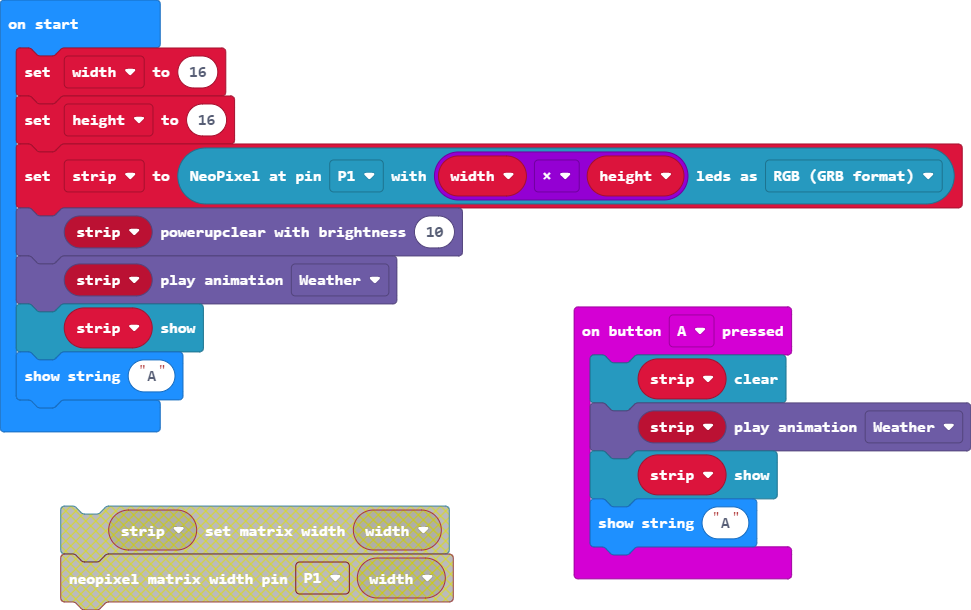 on start
set width to 16
set height to 16
set strip to NeoPixel at pin P1 with width × height leds as RGB (GRB format)
strip powerupclear with brightness 10
strip play animation Weather
strip show
show string "A"
on button A pressed
strip clear
strip play animation Weather
strip show
show string "A"
strip set matrix width width
neopixel matrix width pin P1 width